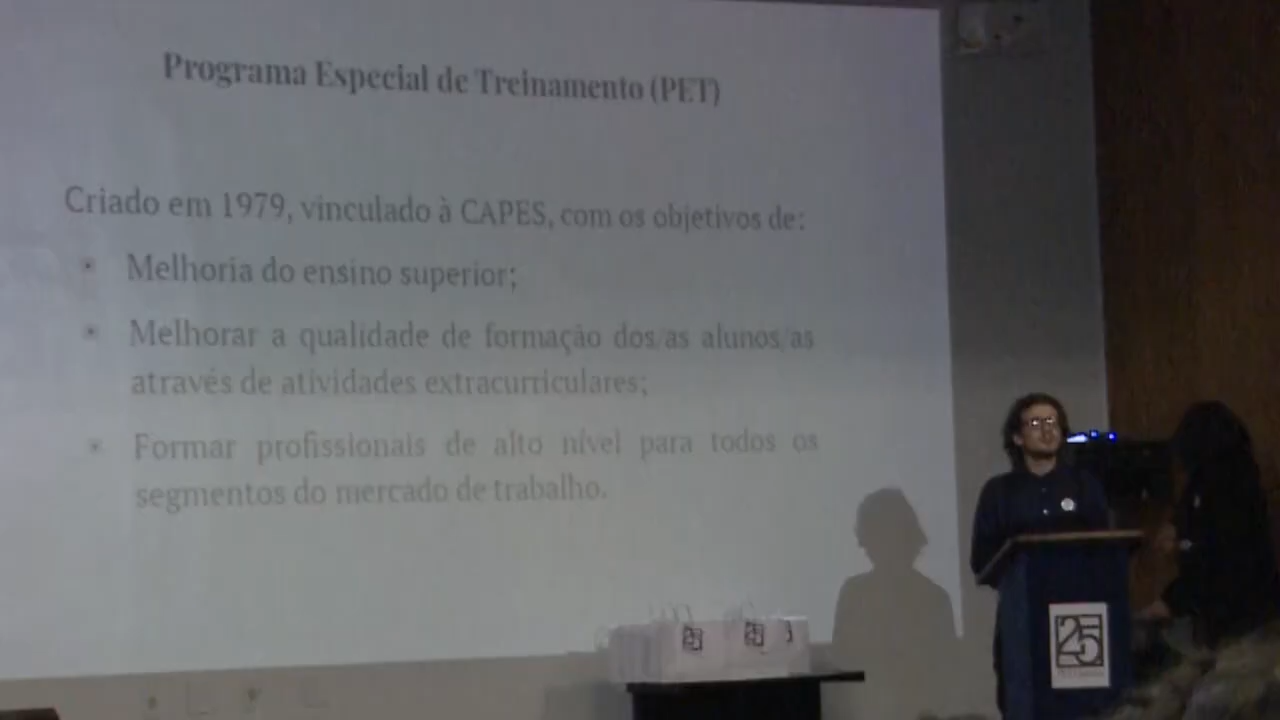 Programa Especial de Treinamento (PET)
Criado em 1979, vinculado à CAPES, com os objetivos de:
Melhoria do ensino superior;
Melhorar a qualidade de formação dos/as alunos/as
através de atividades extracurriculares;
Formar profissionais de alto nível para todos os
segmentos do mercado de trabalho.
25
25
25